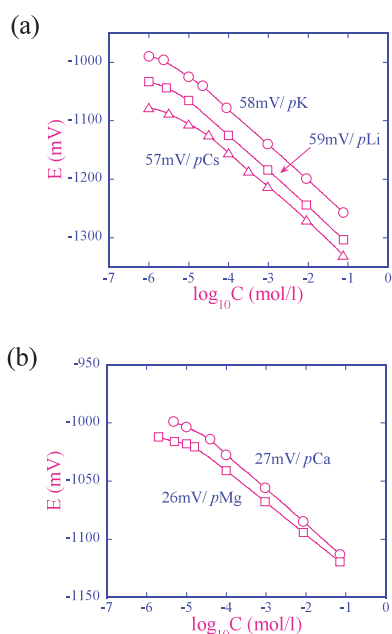 (a)
-1000
-1100
-1200
-1300
E (mV)
58mV/ pK
59mV/ pLi
57mV/ pCs
-7 -6 -5 -4 -3 -2 -1 0
log₁₀C (mol/l)
(b)
-950
-1000
-1050
-1100
-1150
E (mV)
27mV/ pCa
26mV/ pMg
-7 -6 -5 -4 -3 -2 -1 0
log₁₀C (mol/l)